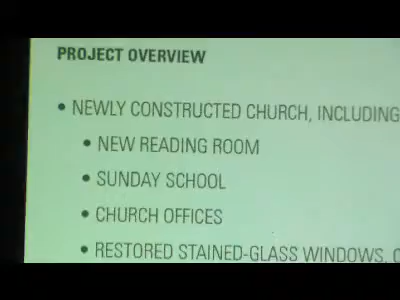 PROJECT OVERVIEW
• NEWLY CONSTRUCTED CHURCH, INCLUDING
• NEW READING ROOM
• SUNDAY SCHOOL
• CHURCH OFFICES
• RESTORED STAINED-GLASS WINDOWS,